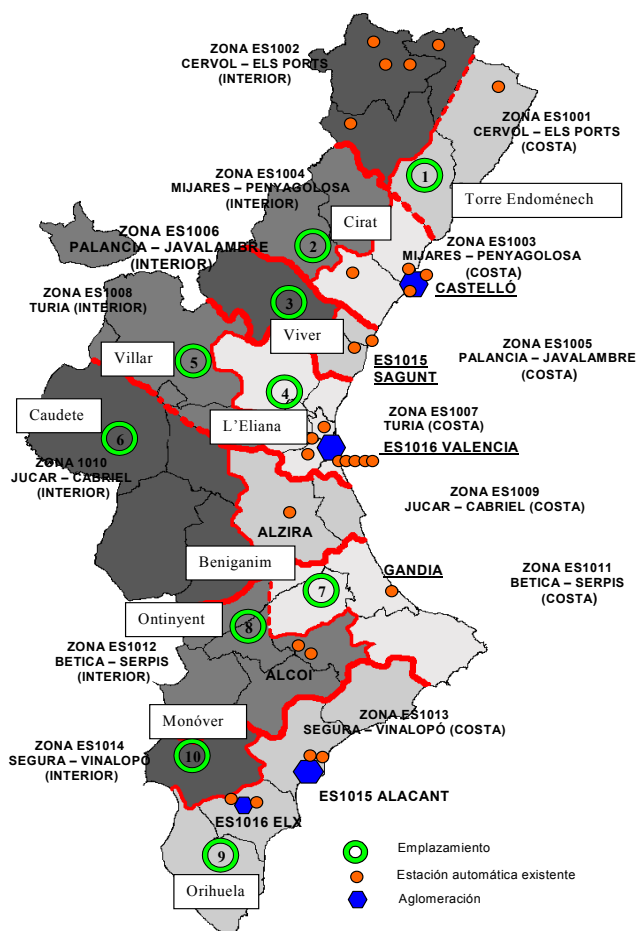 ZONA ES1002
CERVOL – ELS PORTS
(INTERIOR)
ZONA ES1001
CERVOL – ELS PORTS
(COSTA)
ZONA ES1004
MIJARES – PENYAGOLOSA
(INTERIOR)
1
Torre Endoménech
Cirat
ZONA ES1006
PALANCIA – JAVALAMBRE
(INTERIOR)
2
ZONA ES1003
MIJARES – PENYAGOLOSA
(COSTA)
CASTELLÓ
ZONA ES1008
TURIA (INTERIOR)
3
Viver
ZONA ES1005
PALANCIA – JAVALAMBRE
(COSTA)
Villar
5
ES1015
SAGUNT
4
Caudete
6
L'Eliana
ZONA ES1007
TURIA (COSTA)
ES1016 VALENCIA
ZONA 1010
JUCAR – CABRIEL
(INTERIOR)
ZONA ES1009
JUCAR – CABRIEL (COSTA)
ALZIRA
Beniganim
GANDIA
ZONA ES1011
BETICA – SERPIS
(COSTA)
7
Ontinyent
8
ZONA ES1012
BETICA – SERPIS
(INTERIOR)
ALCOI
Monóver
ZONA ES1013
SEGURA – VINALOPÓ (COSTA)
ZONA ES1014
SEGURA – VINALOPÓ
(INTERIOR)
10
ES1015 ALACANT
ES1016 ELX
9
Orihuela
Emplazamiento
Estación automática existente
Aglomeración